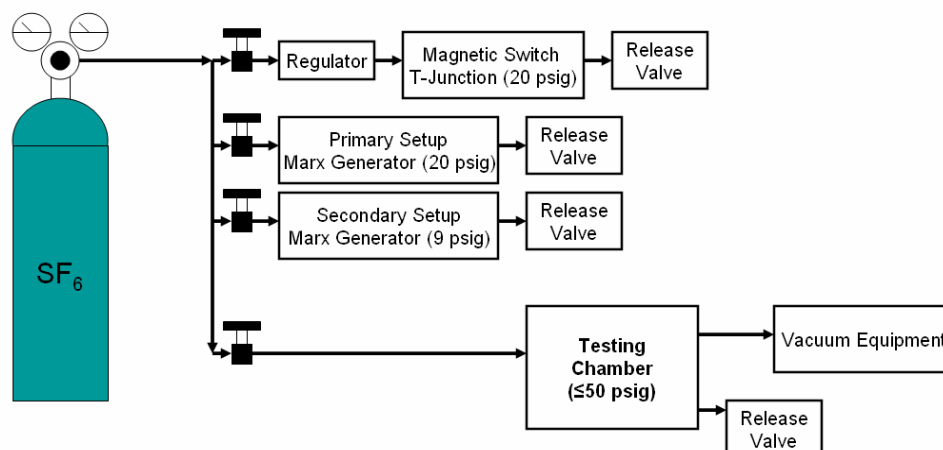 Regulator
Magnetic Switch
T-Junction (20 psig)
Release
Valve
Primary Setup
Marx Generator (20 psig)
Release
Valve
Secondary Setup
Marx Generator (9 psig)
Release
Valve
SF₆
Testing
Chamber
(≤50 psig)
Vacuum Equipment
Release
Valve